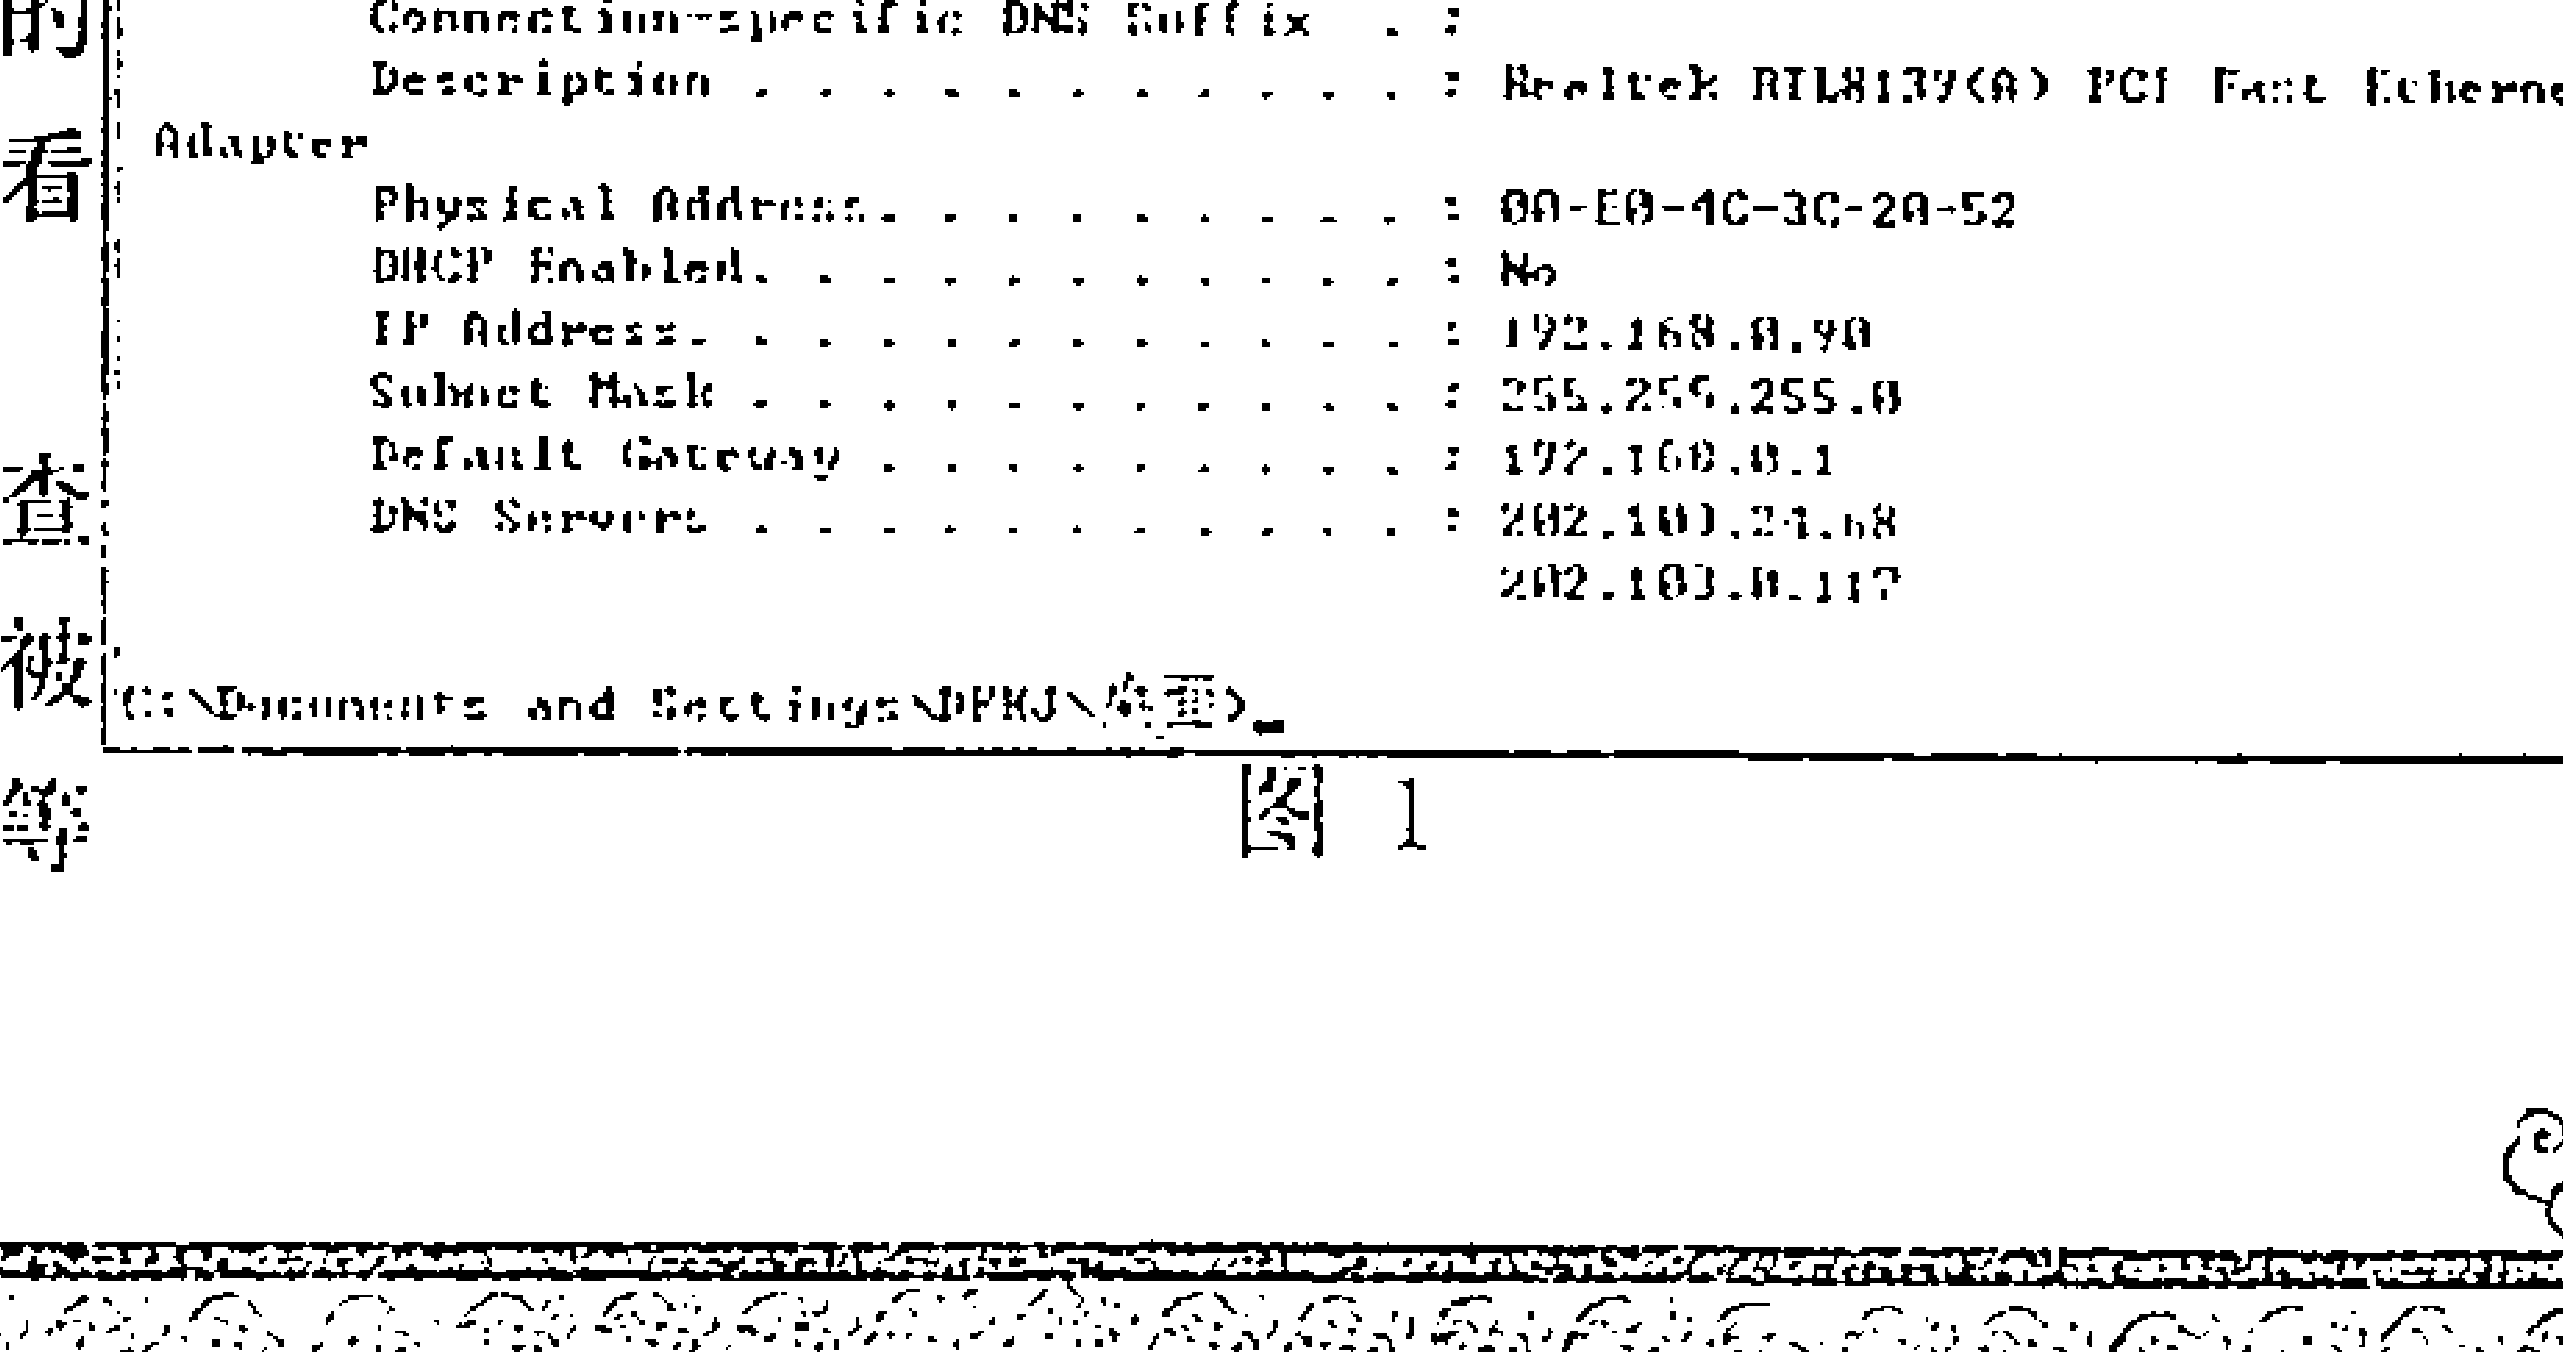 的
看
查
被
等
Connection-specific DNS Suffix  . :
Description . . . . . . . . . . . : Realtek RTL8139(A) PCI Fast Etherne
Adapter
Physical Address. . . . . . . . . : 00-E0-4C-3C-2A-52
DHCP Enabled. . . . . . . . . . . : No
IP Address. . . . . . . . . . . . : 192.168.0.90
Subnet Mask . . . . . . . . . . . : 255.255.255.0
Default Gateway . . . . . . . . . : 192.168.0.1
DNS Servers . . . . . . . . . . . : 202.103.24.68
202.103.0.117
C:\Documents and Settings\DPHJ\
图 1